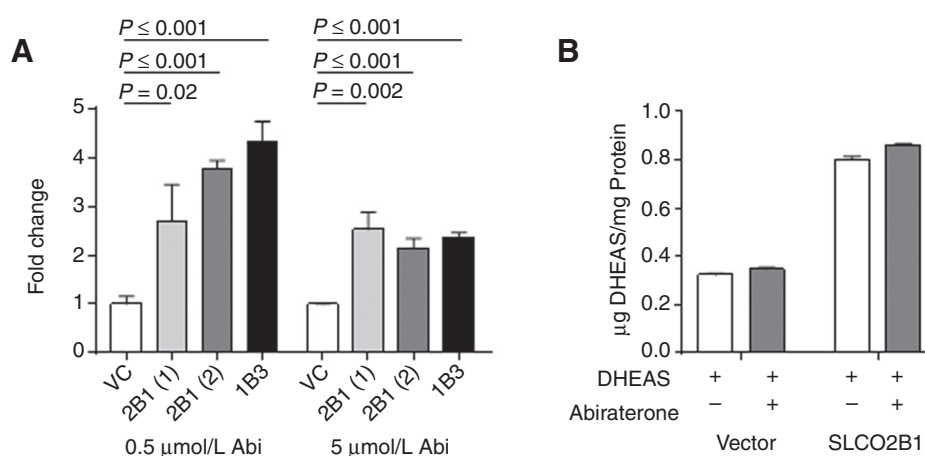 A
P ≤ 0.001 P ≤ 0.001
P ≤ 0.001 P ≤ 0.001
P = 0.02 P = 0.002
Fold change
5
4
3
2
1
0
VC 2B1 (1) 2B1 (2) 1B3 VC 2B1 (1) 2B1 (2) 1B3
0.5 μmol/L Abi 5 μmol/L Abi
B
μg DHEAS/mg Protein
1.0
0.8
0.6
0.4
0.2
0.0
DHEAS + + + +
Abiraterone – + – +
Vector SLCO2B1